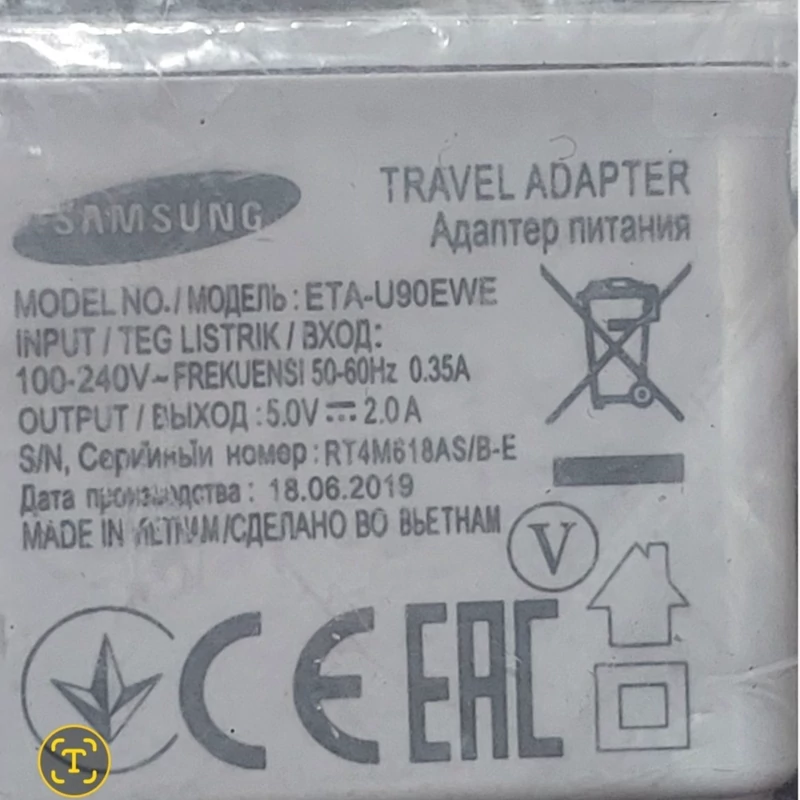 SAMSUNG
TRAVEL ADAPTER
Адаптер питания
MODEL NO./МОДЕЛЬ : ETA-U90EWE
INPUT / TEG LISTRIK / ВХОД:
100-240V~FREKUENSI 50-60Hz 0.35A
OUTPUT / ВЫХОД : 5.0V⎓2.0A
S/N, Серийный номер : RT4M618AS/B-E
Дата производства : 18.06.2019
MADE IN VIETNAM/СДЕЛАНО ВО ВЬЕТНАМ
V
CE EAC